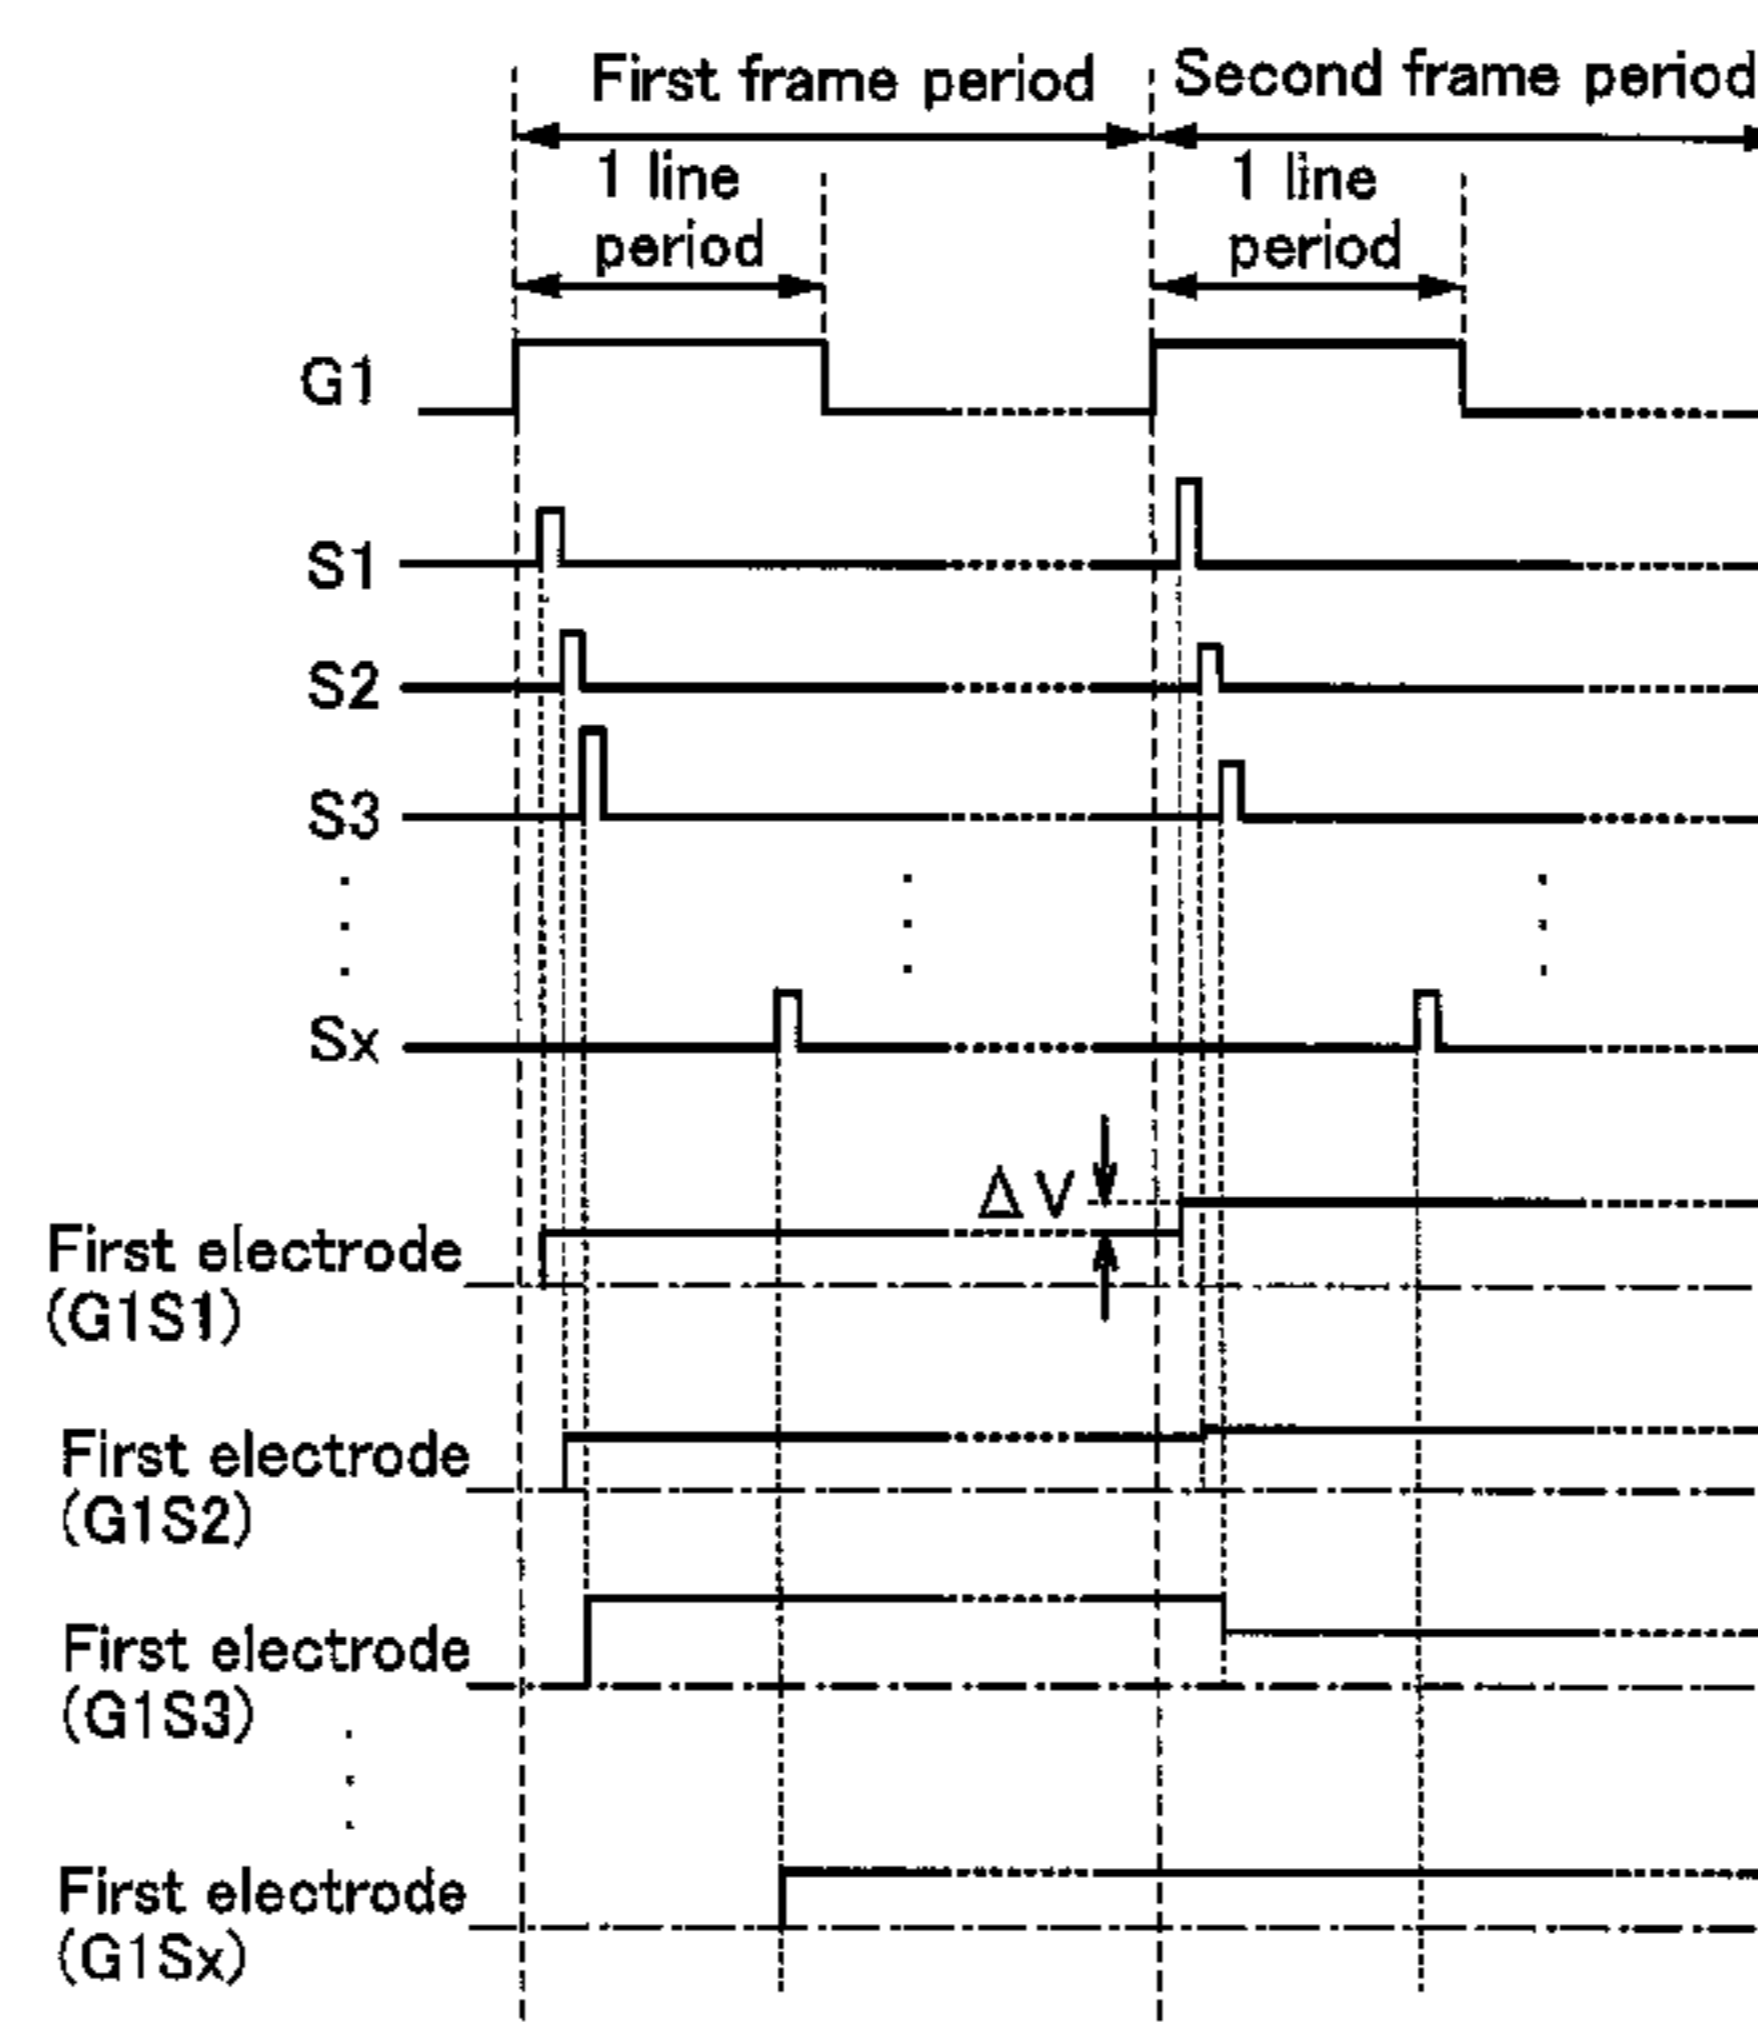 First frame period
Second frame period
1 line
period
1 line
period
G1
S1
S2
S3
Sx
Δ V
First electrode
(G1S1)
First electrode
(G1S2)
First electrode
(G1S3)
First electrode
(G1Sx)